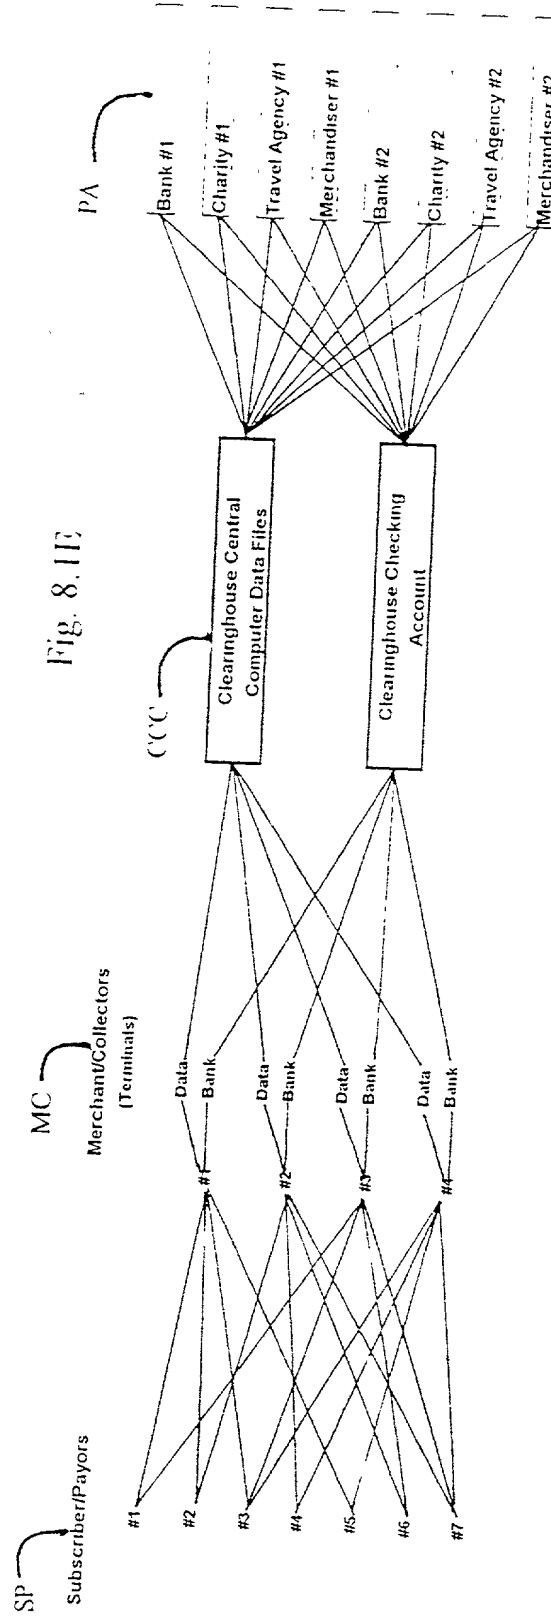 Fig. 8.1E
SP
Subscriber/Payors
#1
#2
#3
#4
#5
#6
#7
MC
Merchant/Collectors
(Terminals)
#1
Data
Bank
#2
Data
Bank
#3
Data
Bank
#4
Data
Bank
CCC
Clearinghouse Central
Computer Data Files
Clearinghouse Checking
Account
PA
Bank #1
Charity #1
Travel Agency #1
Merchandiser #1
Bank #2
Charity #2
Travel Agency #2
Merchandiser #2